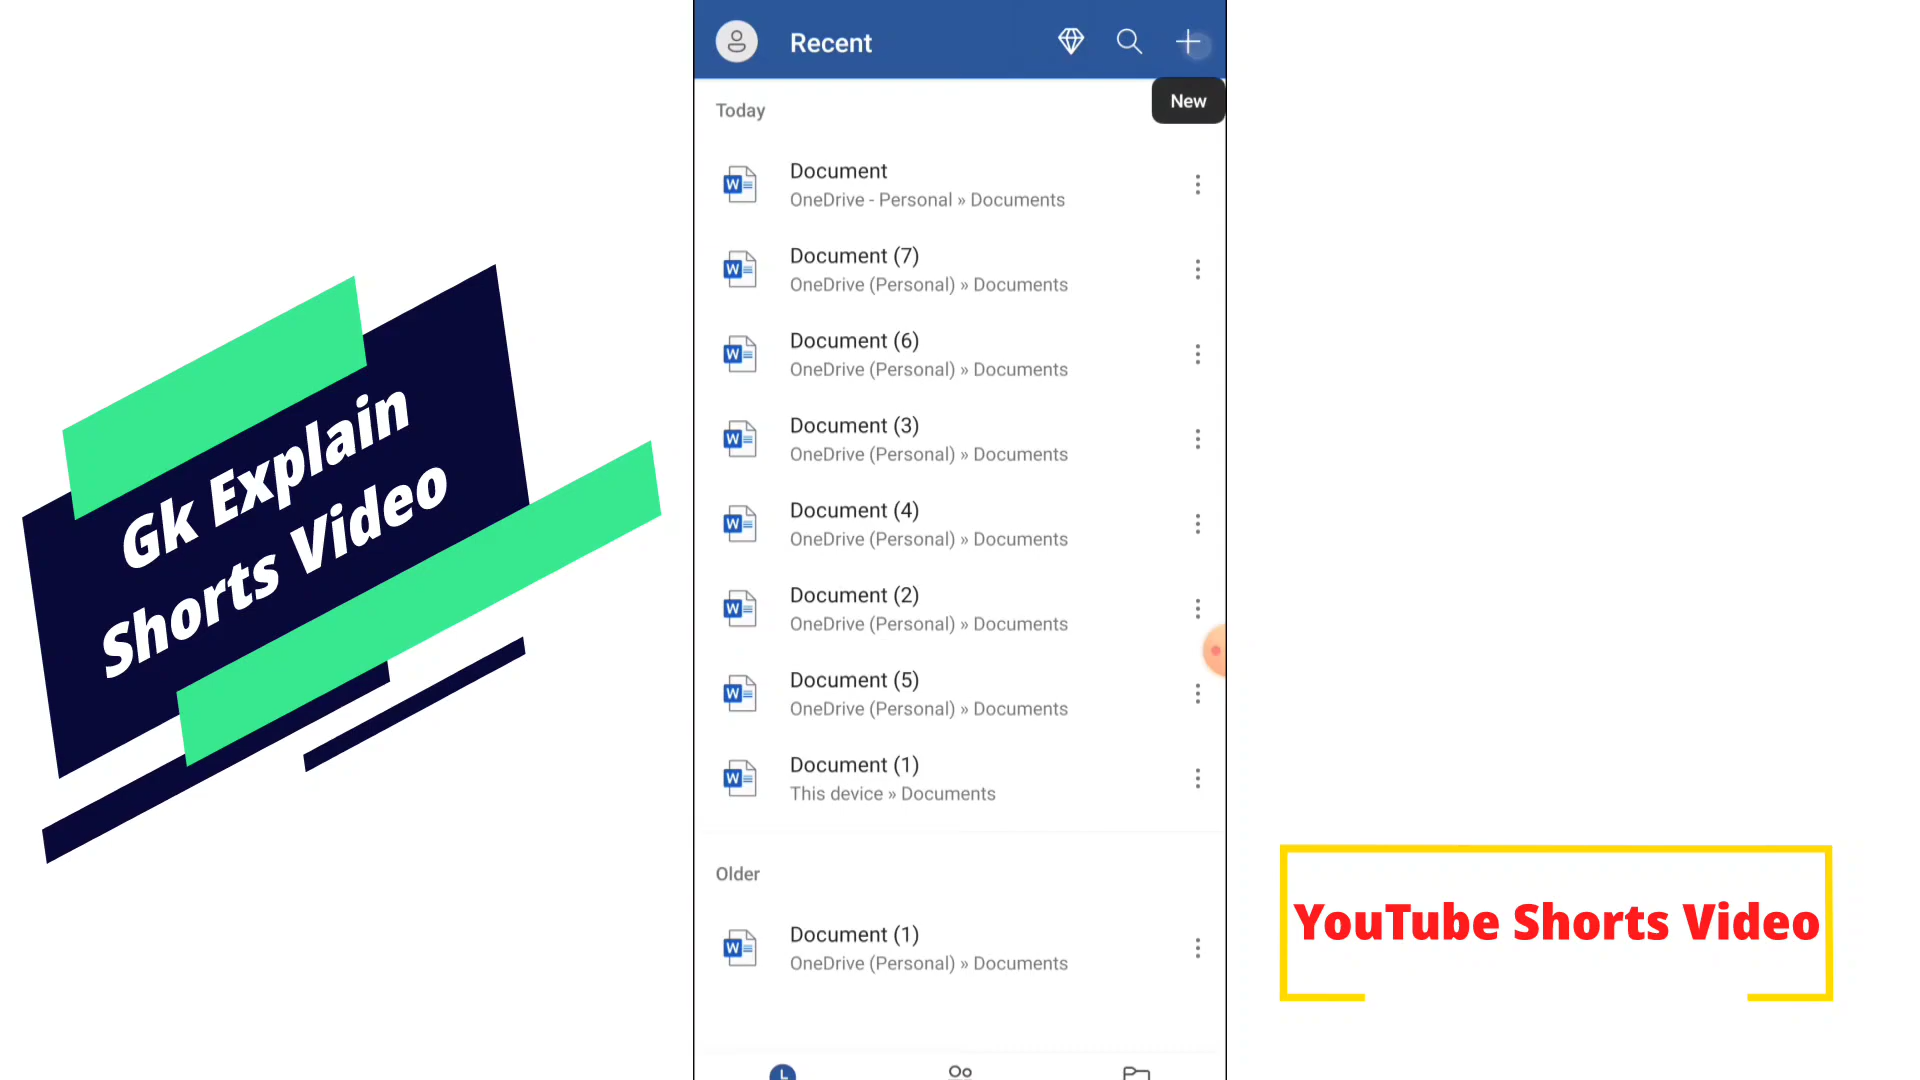 Gk Explain
Shorts Video
Recent
New
Today
Document
OneDrive - Personal » Documents
Document (7)
OneDrive (Personal) » Documents
Document (6)
OneDrive (Personal) » Documents
Document (3)
OneDrive (Personal) » Documents
Document (4)
OneDrive (Personal) » Documents
Document (2)
OneDrive (Personal) » Documents
Document (5)
OneDrive (Personal) » Documents
Document (1)
This device » Documents
Older
Document (1)
OneDrive (Personal) » Documents
YouTube Shorts Video